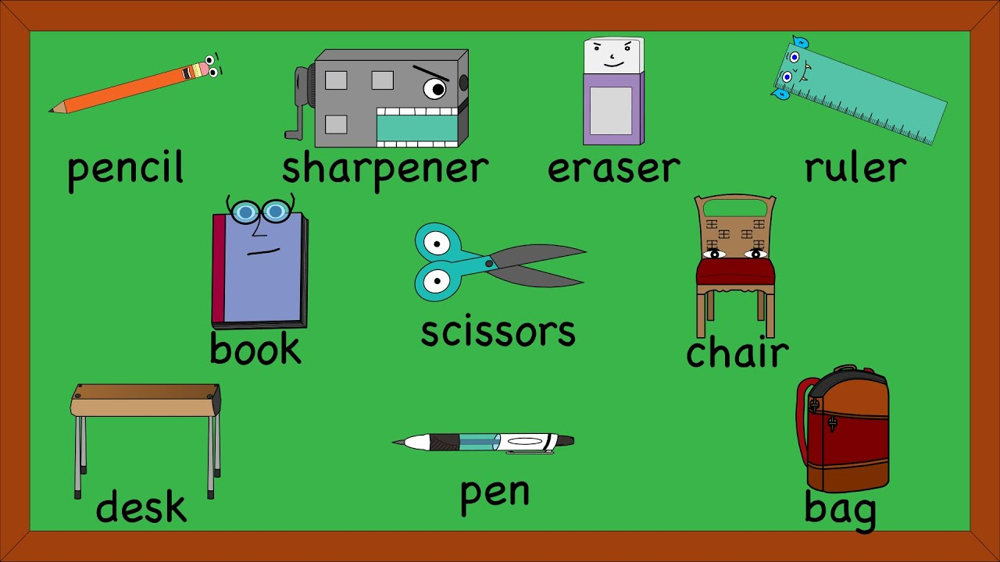 pencil
sharpener
eraser
ruler
book
scissors
chair
desk
pen
bag